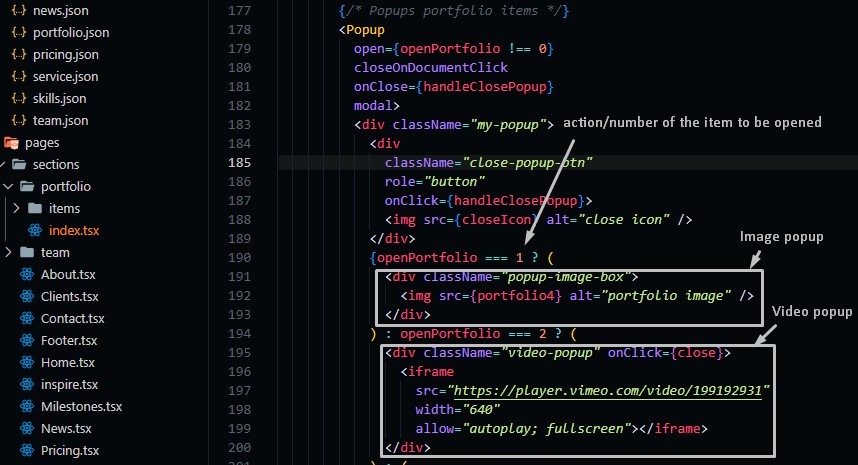 news.json
portfolio.json
pricing.json
service.json
skills.json
team.json
pages
sections
portfolio
items
index.tsx
team
About.tsx
Clients.tsx
Contact.tsx
Footer.tsx
Home.tsx
inspire.tsx
Milestones.tsx
News.tsx
Pricing.tsx
177 {/* Popups portfolio items */}
178 <Popup
179 open={openPortfolio !== 0}
180 closeOnDocumentClick
181 onClose={handleClosePopup}
182 modal>
183 <div className="my-popup">
action/number of the item to be opened
184 <div
185 className="close-popup-btn"
186 role="button"
187 onClick={handleClosePopup}>
188 <img src={closeIcon} alt="close icon" />
189 </div>
190 {openPortfolio === 1 ? (
Image popup
191 <div className="popup-image-box">
192 <img src={portfolio4} alt="portfolio image" />
193 </div>
Video popup
194 ) : openPortfolio === 2 ? (
195 <div className="video-popup" onClick={close}>
196 <iframe
197 src="https://player.vimeo.com/video/199192931"
198 width="640"
199 allow="autoplay; fullscreen"></iframe>
200 </div>
201 ) : (